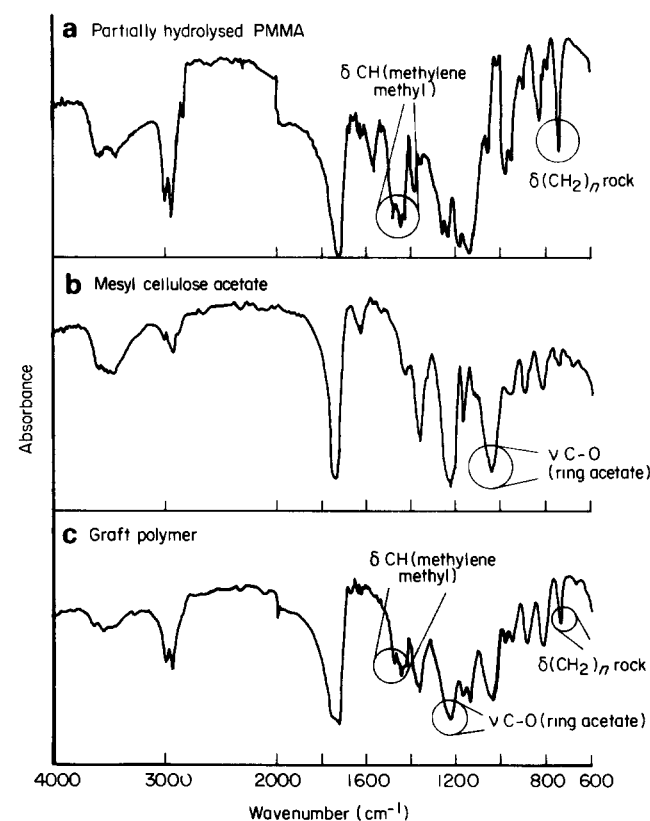 a Partially hydrolysed PMMA
δ CH (methylene
methyl)
δ(CH2)n rock
b Mesyl cellulose acetate
ν C-O
(ring acetate)
Absorbance
c Graft polymer
δ CH (methylene
methyl)
δ(CH2)n rock
ν C-O (ring acetate)
4000 3000 2000 1600 1200 800 600
Wavenumber (cm-1)